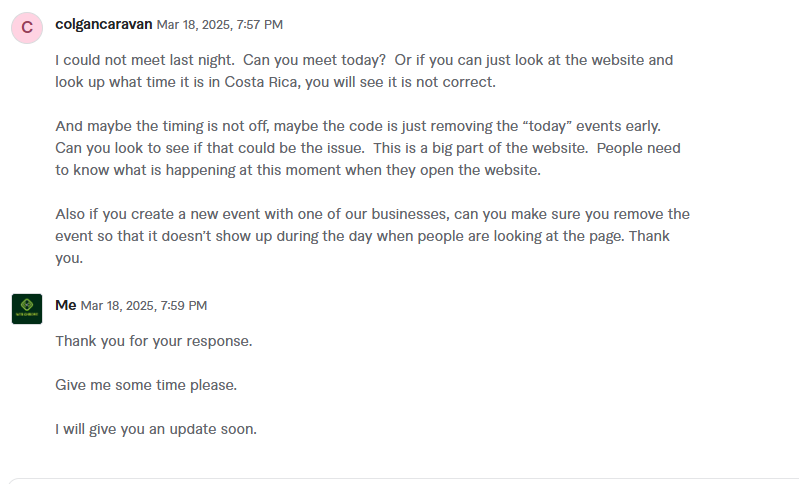 C
colgancaravan Mar 18, 2025, 7:57 PM
I could not meet last night.  Can you meet today?  Or if you can just look at the website and
look up what time it is in Costa Rica, you will see it is not correct.
And maybe the timing is not off, maybe the code is just removing the “today” events early.
Can you look to see if that could be the issue.  This is a big part of the website.  People need
to know what is happening at this moment when they open the website.
Also if you create a new event with one of our businesses, can you make sure you remove the
event so that it doesn’t show up during the day when people are looking at the page. Thank
you.
Me Mar 18, 2025, 7:59 PM
Thank you for your response.
Give me some time please.
I will give you an update soon.